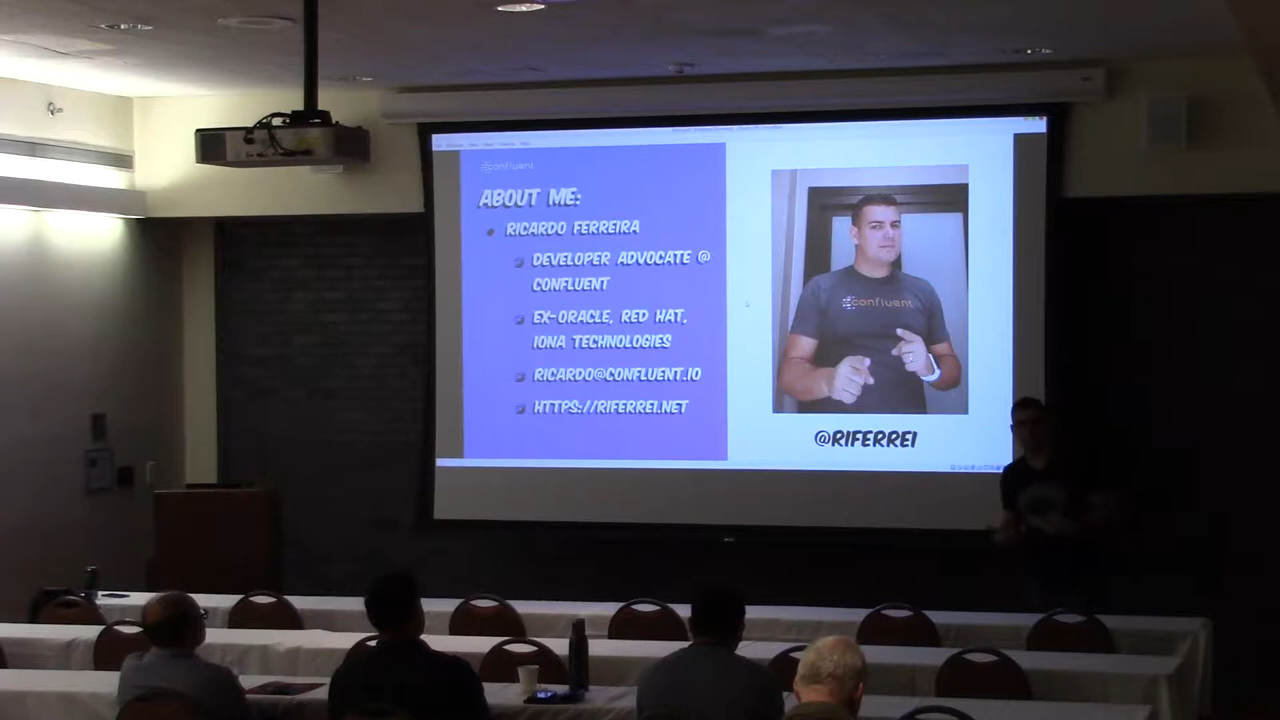 confluent
ABOUT ME:
RICARDO FERREIRA
DEVELOPER ADVOCATE @
CONFLUENT
EX-ORACLE, RED HAT,
IONA TECHNOLOGIES
RICARDO@CONFLUENT.IO
HTTPS://RIFERREI.NET
confluent
@RIFERREI